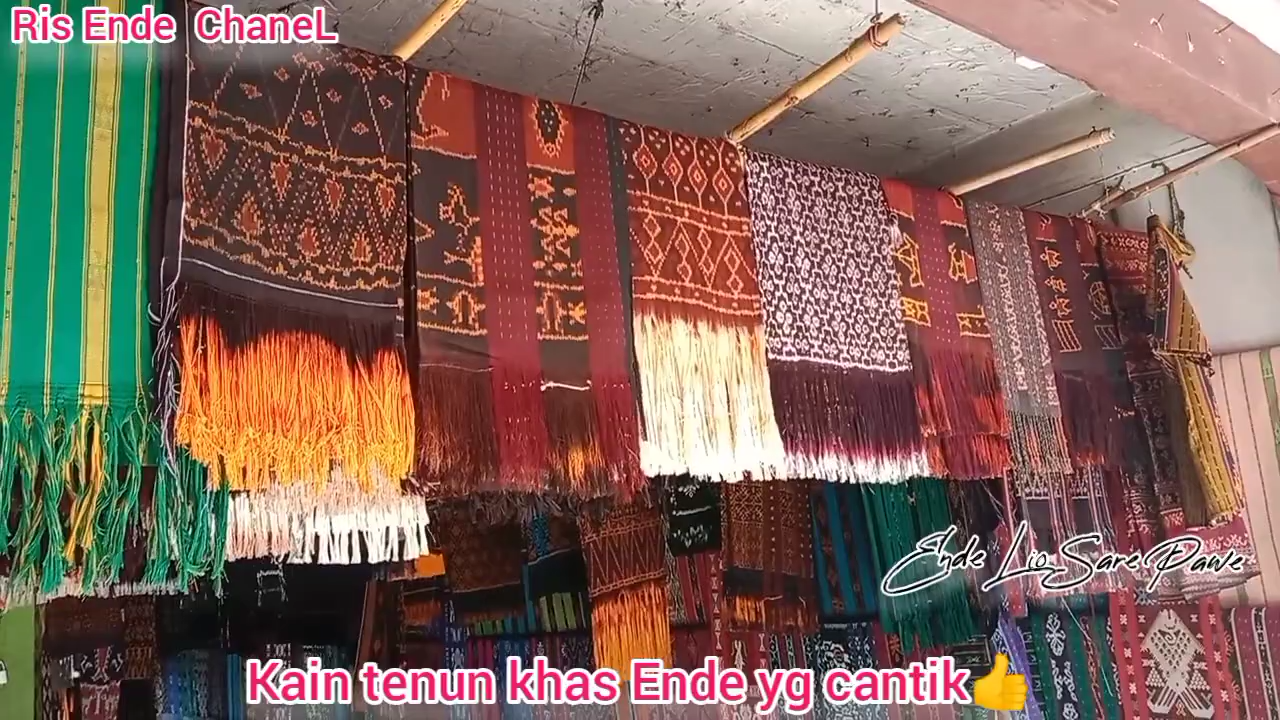 Ris Ende ChaneL
Ende Lio Sare Pawe
Kain tenun khas Ende yg cantik👍